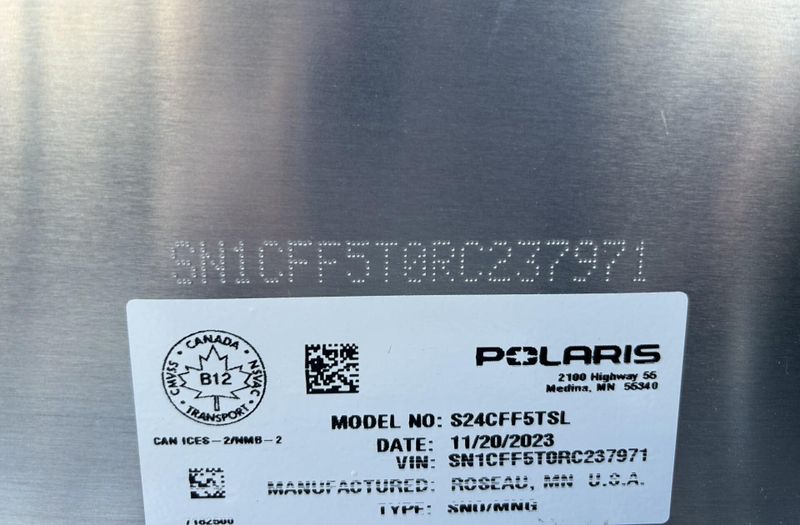 SN1CFF5T0RC237971
CANADA
CMVSS
B12
NSVAC
TRANSPORT
POLARIS
2100 Highway 55
Medina, MN 55340
MODEL NO: S24CFF5TSL
CAN ICES-2/NMB-2
DATE: 11/20/2023
VIN: SN1CFF5T0RC237971
MANUFACTURED: ROSEAU, MN U.S.A.
TYPE: SNO/MNG